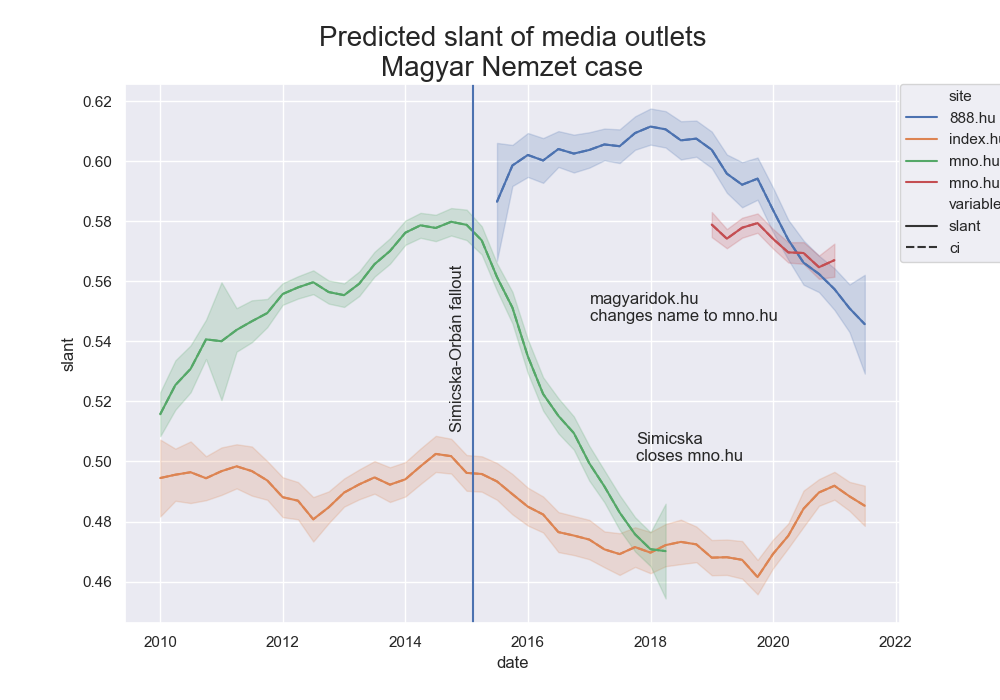 Predicted slant of media outlets
Magyar Nemzet case
site
888.hu
index.hu
mno.hu
mno.hu
variable
slant
ci
0.62
0.60
0.58
0.56
0.54
0.52
0.50
0.48
0.46
slant
Simicska-Orbán fallout
magyaridok.hu
changes name to mno.hu
Simicska
closes mno.hu
2010
2012
2014
2016
2018
2020
2022
date